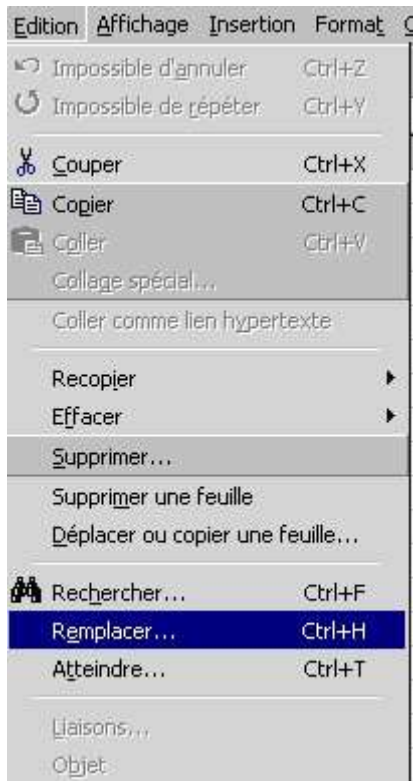 Edition Affichage Insertion Format
Impossible d'annuler Ctrl+Z
Impossible de répéter Ctrl+Y
Couper Ctrl+X
Copier Ctrl+C
Coller Ctrl+V
Collage spécial...
Coller comme lien hypertexte
Recopier
Effacer
Supprimer...
Supprimer une feuille
Déplacer ou copier une feuille...
Rechercher... Ctrl+F
Remplacer... Ctrl+H
Atteindre... Ctrl+T
Liaisons...
Objet